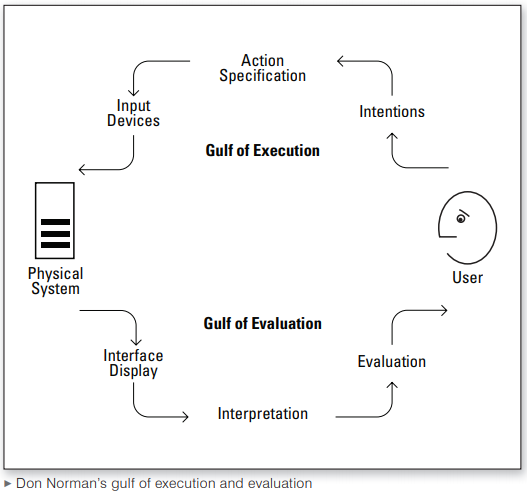 Action
Specification
Input
Devices
Intentions
Gulf of Execution
Physical
System
User
Gulf of Evaluation
Interface
Display
Evaluation
Interpretation
▸ Don Norman's gulf of execution and evaluation